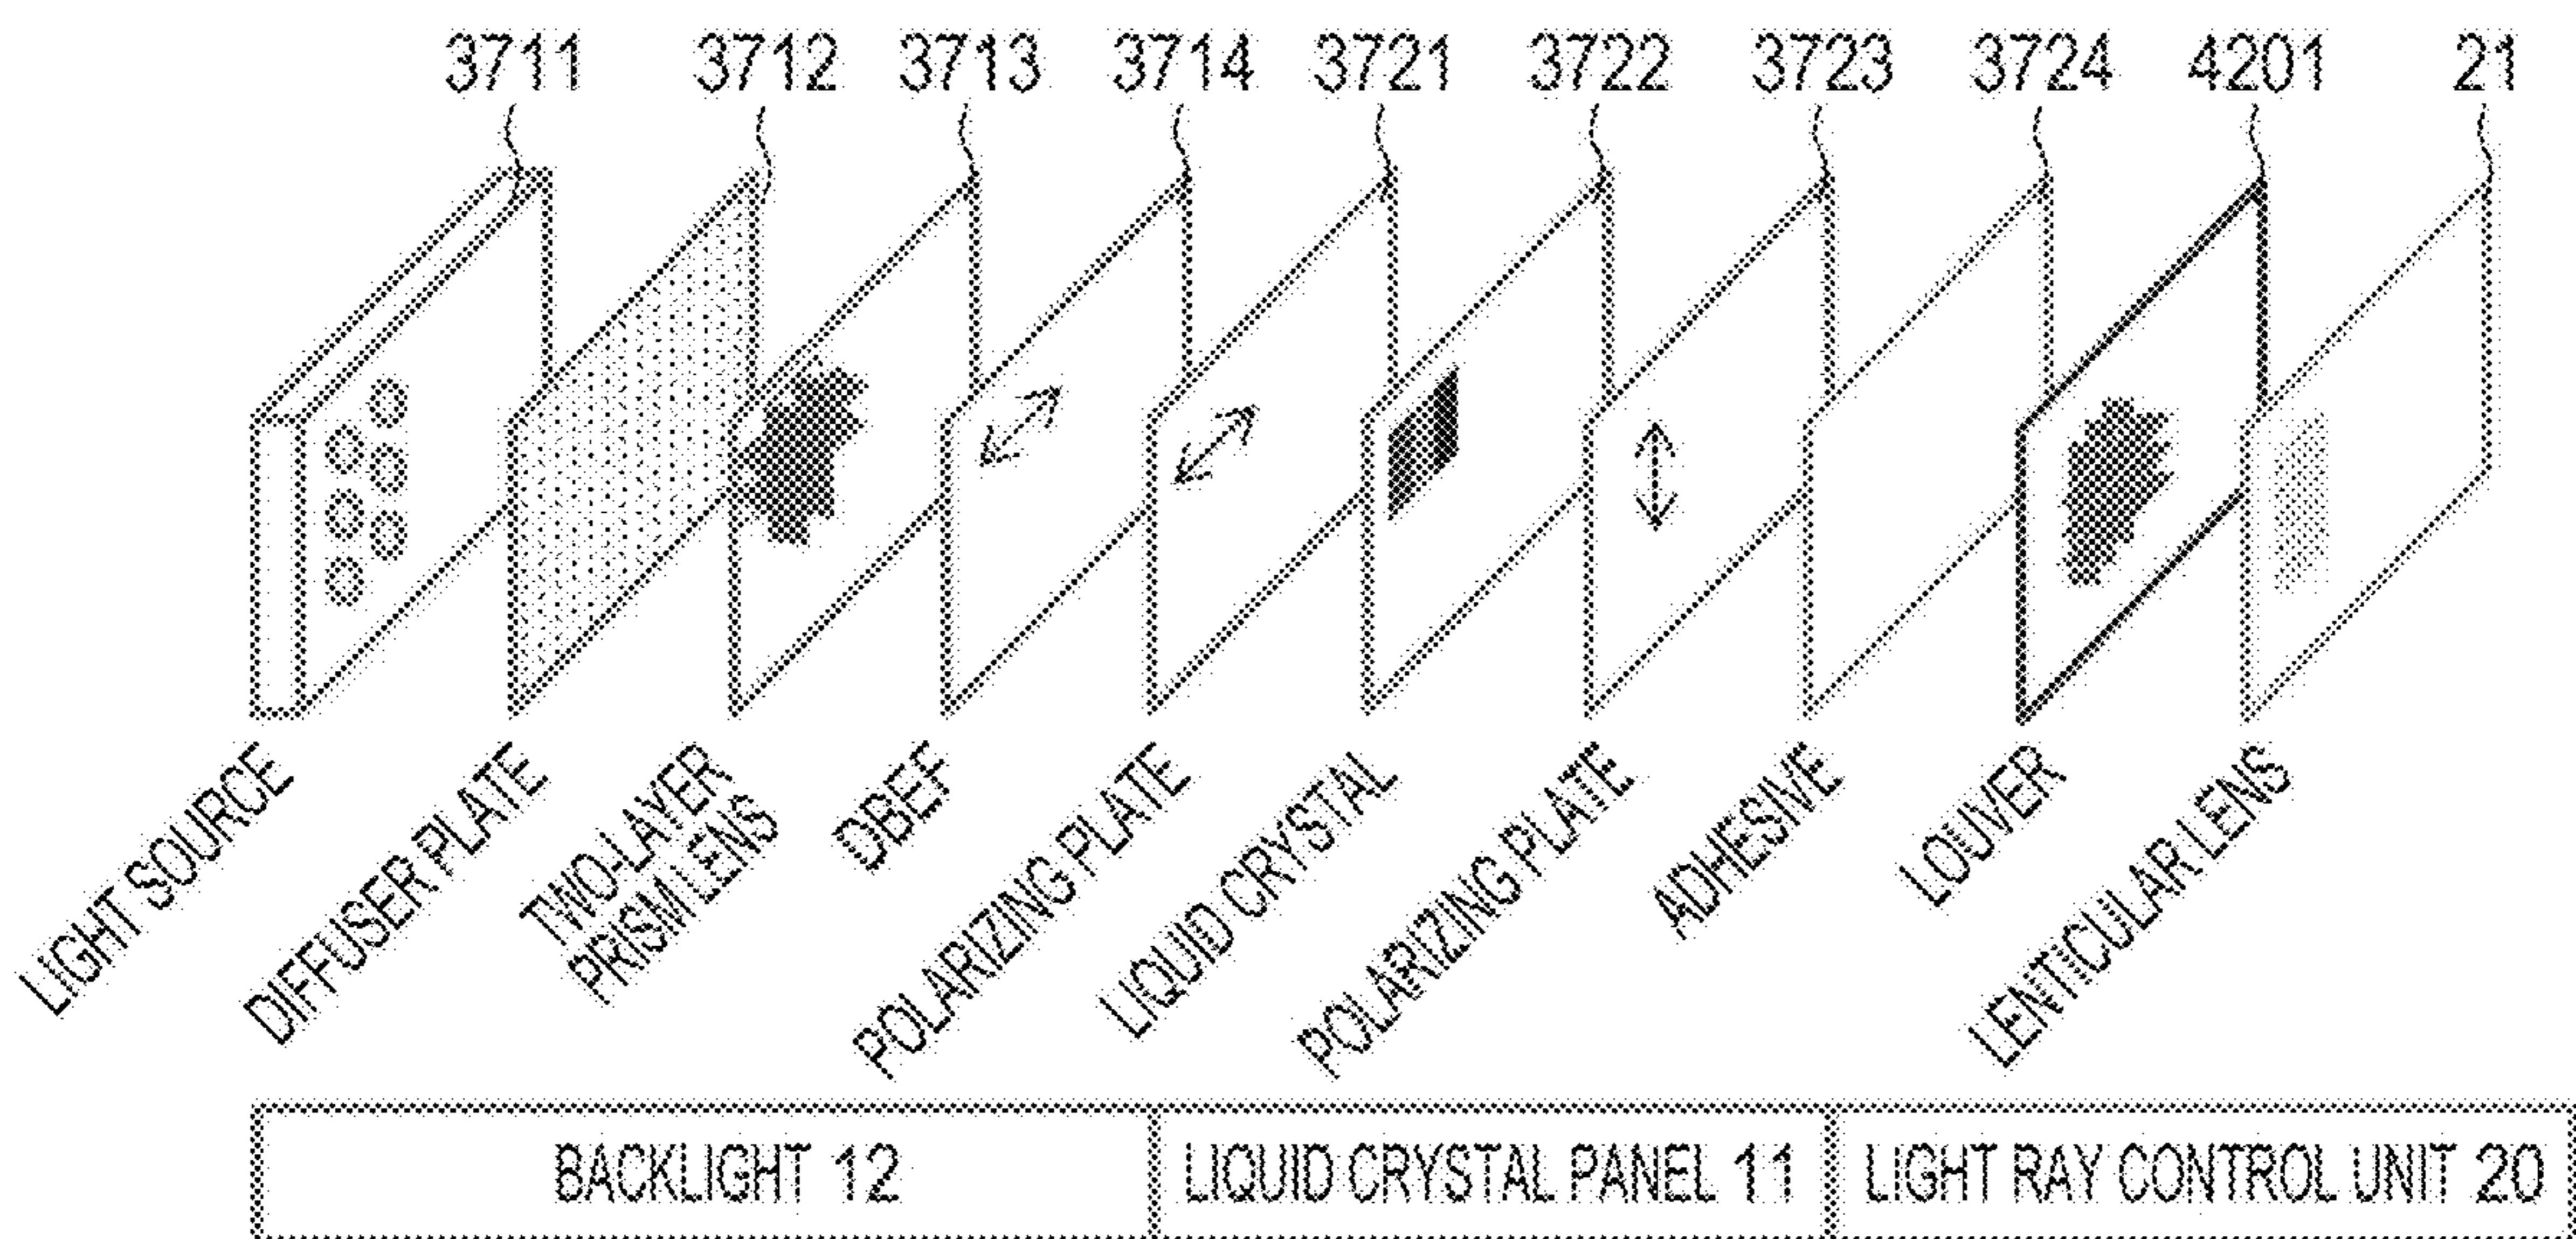 3711 3712 3713 3714 3721 3722 3723 3724 4201 21
LIGHT SOURCE
DIFFUSER PLATE
TWO-LAYER
PRISM LENS
DBEF
POLARIZING PLATE
LIQUID CRYSTAL
POLARIZING PLATE
ADHESIVE
LOUVER
LENTICULAR LENS
BACKLIGHT 12
LIQUID CRYSTAL PANEL 11
LIGHT RAY CONTROL UNIT 20